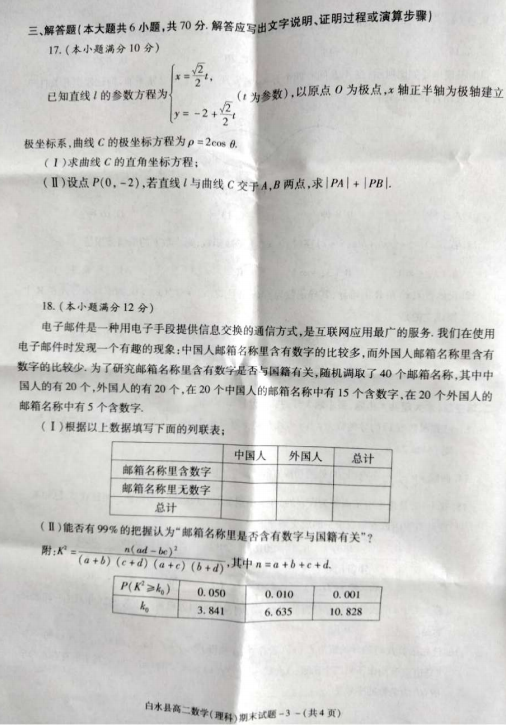 三、解答题(本大题共6小题,共70分.解答应写出文字说明、证明过程或演算步骤)
17.(本小题满分10分)
已知直线l的参数方程为{x=√2/2 t, y=-2+√2/2 t (t为参数),以原点O为极点,x轴正半轴为极轴建立
极坐标系,曲线C的极坐标方程为ρ=2cos θ.
(Ⅰ)求曲线C的直角坐标方程;
(Ⅱ)设点P(0,-2),若直线l与曲线C交于A,B两点,求|PA|+|PB|.
18.(本小题满分12分)
电子邮件是一种用电子手段提供信息交换的通信方式,是互联网应用最广的服务.我们在使用
电子邮件时发现一个有趣的现象:中国人邮箱名称里含有数字的比较多,而外国人邮箱名称里含有
数字的比较少.为了研究邮箱名称里含有数字是否与国籍有关,随机调取了40个邮箱名称,其中中
国人的有20个,外国人的有20个,在20个中国人的邮箱名称中有15个含数字,在20个外国人的
邮箱名称中有5个含数字.
(Ⅰ)根据以上数据填写下面的列联表;
中国人 外国人 总计
邮箱名称里含数字
邮箱名称里无数字
总计
(Ⅱ)能否有99%的把握认为“邮箱名称里是否含有数字与国籍有关”?
附:K²=n(ad-bc)²/(a+b)(c+d)(a+c)(b+d),其中n=a+b+c+d.
P(K²≥k₀) 0.050 0.010 0.001
k₀ 3.841 6.635 10.828
白水县高二数学(理科)期末试题-3-(共4页)